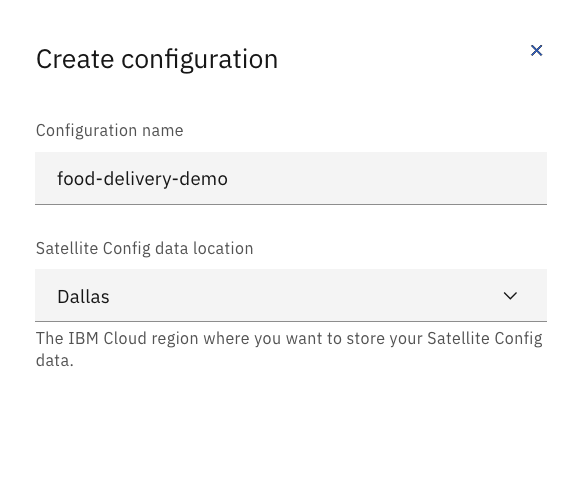 Create configuration
Configuration name
food-delivery-demo
Satellite Config data location
Dallas
The IBM Cloud region where you want to store your Satellite Config
data.